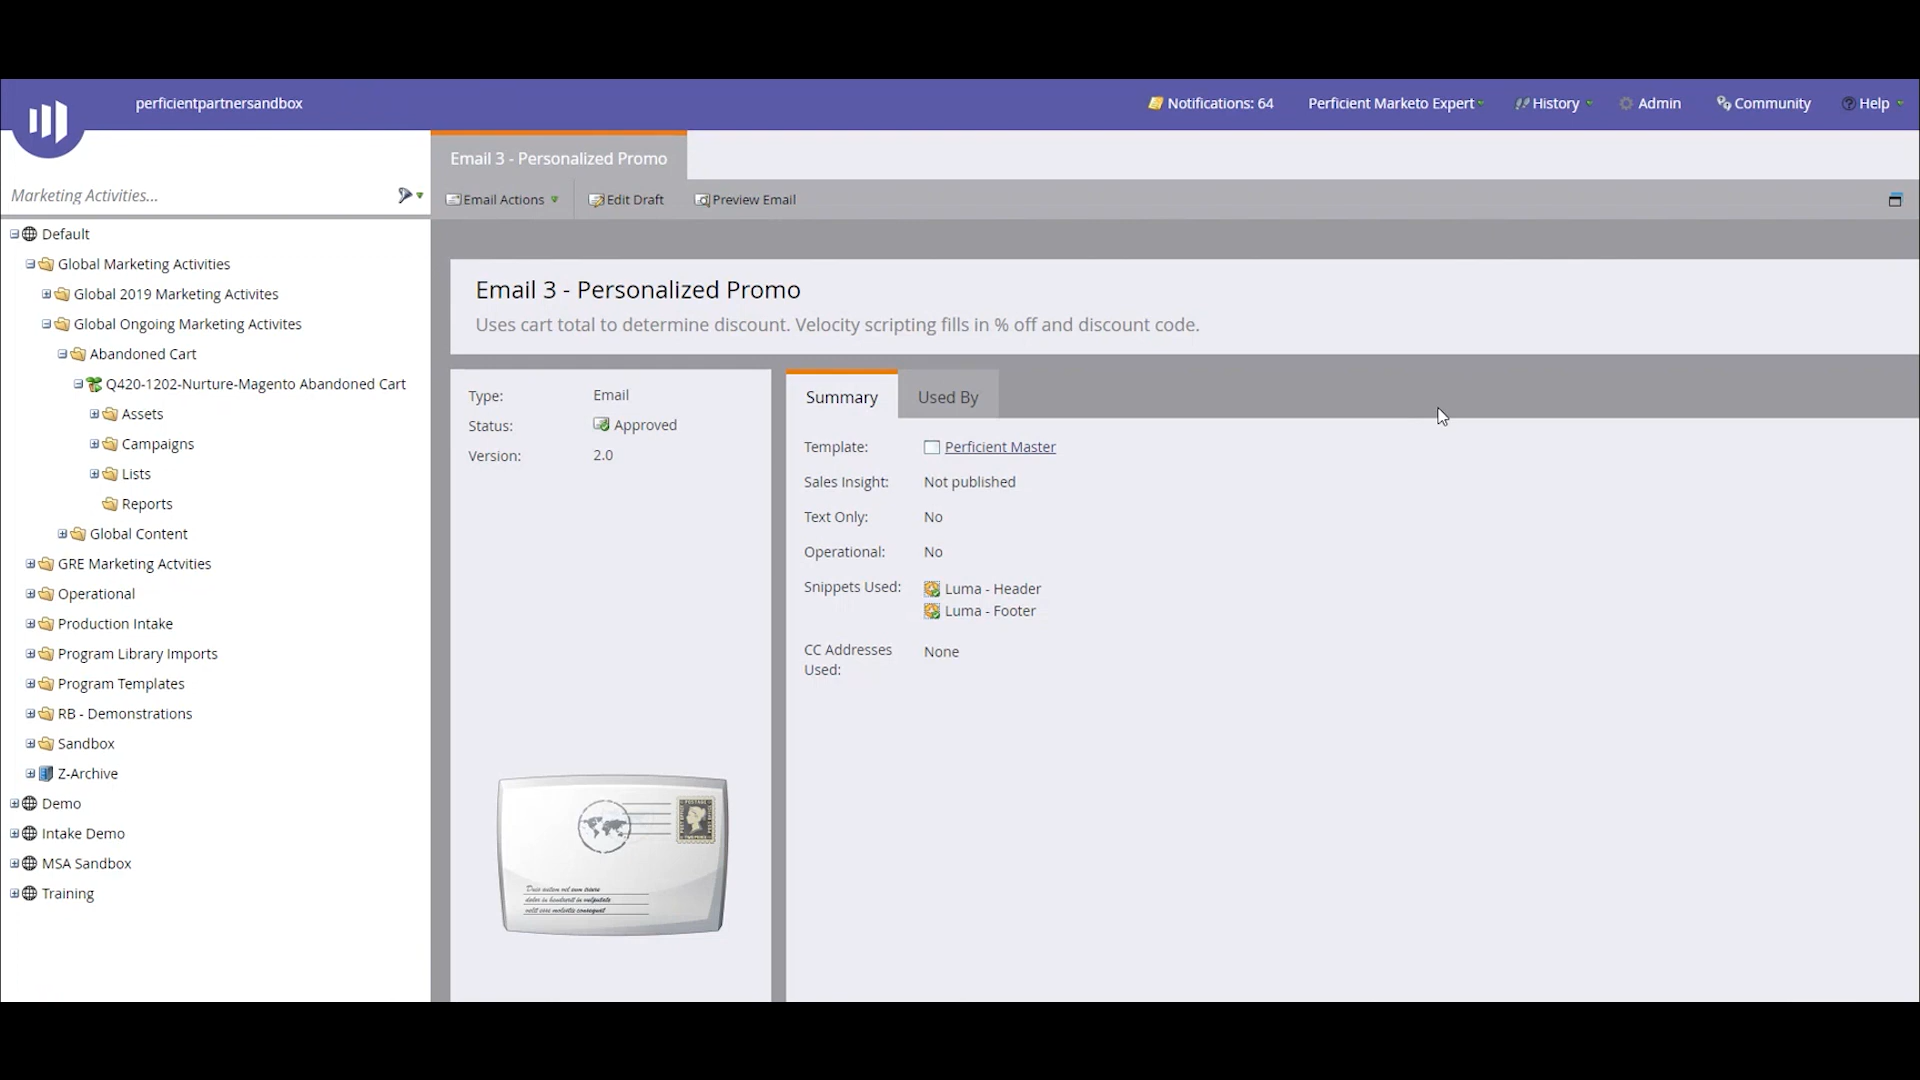 perficientpartnersandbox
Notifications: 64
Perficient Marketo Expert
History
Admin
Community
Help
Marketing Activities...
Default
Global Marketing Activities
Global 2019 Marketing Activites
Global Ongoing Marketing Activites
Abandoned Cart
Q420-1202-Nurture-Magento Abandoned Cart
Assets
Campaigns
Lists
Reports
Global Content
GRE Marketing Actvities
Operational
Production Intake
Program Library Imports
Program Templates
RB - Demonstrations
Sandbox
Z-Archive
Demo
Intake Demo
MSA Sandbox
Training
Email 3 - Personalized Promo
Email Actions
Edit Draft
Preview Email
Email 3 - Personalized Promo
Uses cart total to determine discount. Velocity scripting fills in % off and discount code.
Type: Email
Status: Approved
Version: 2.0
Summary
Used By
Template: Perficient Master
Sales Insight: Not published
Text Only: No
Operational: No
Snippets Used: Luma - Header
Luma - Footer
CC Addresses
Used: None